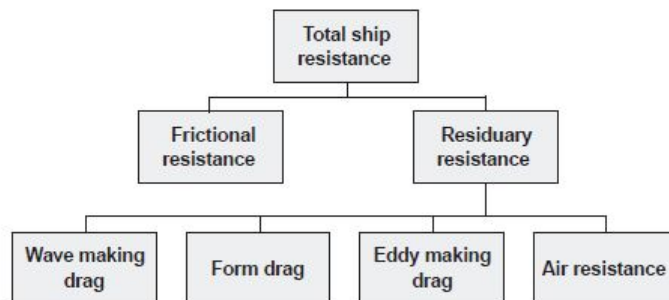 Total ship
resistance
Frictional
resistance
Residuary
resistance
Wave making
drag
Form drag
Eddy making
drag
Air resistance